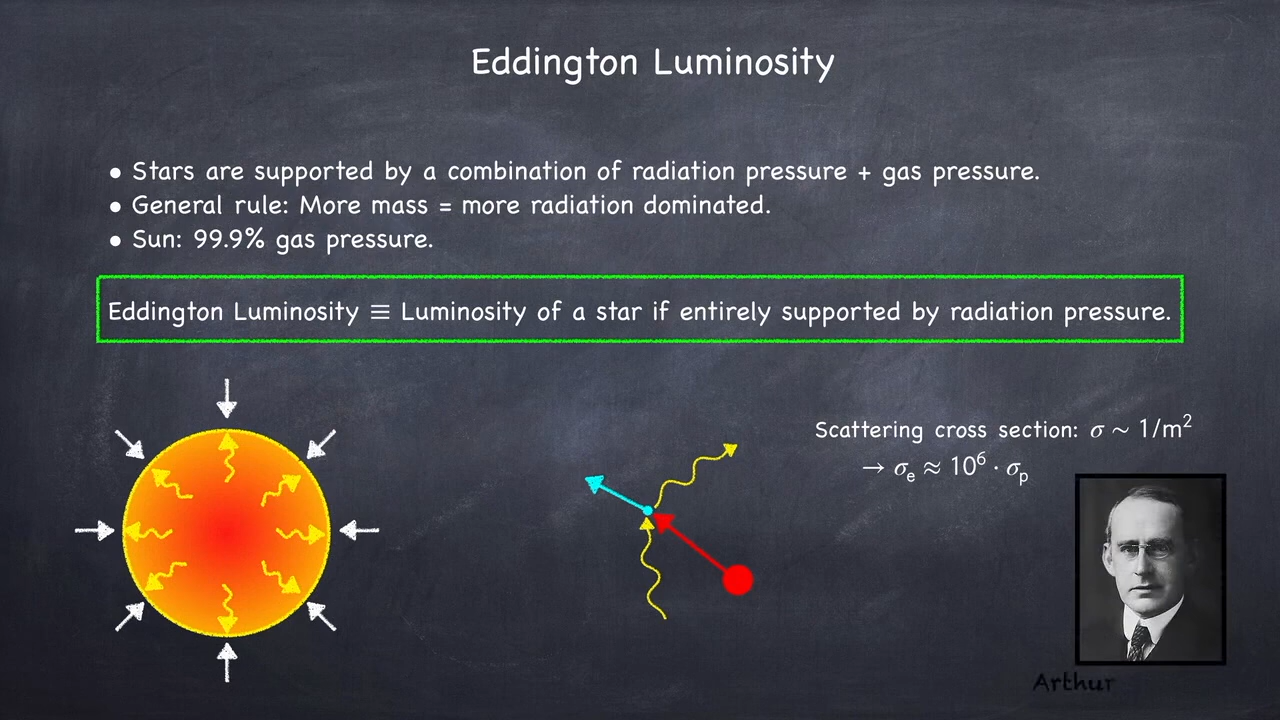 Eddington Luminosity
• Stars are supported by a combination of radiation pressure + gas pressure.
• General rule: More mass = more radiation dominated.
• Sun: 99.9% gas pressure.
Eddington Luminosity ≡ Luminosity of a star if entirely supported by radiation pressure.
Scattering cross section: σ ~ 1/m²
→ σₑ ≈ 10⁶ · σₚ
Arthur